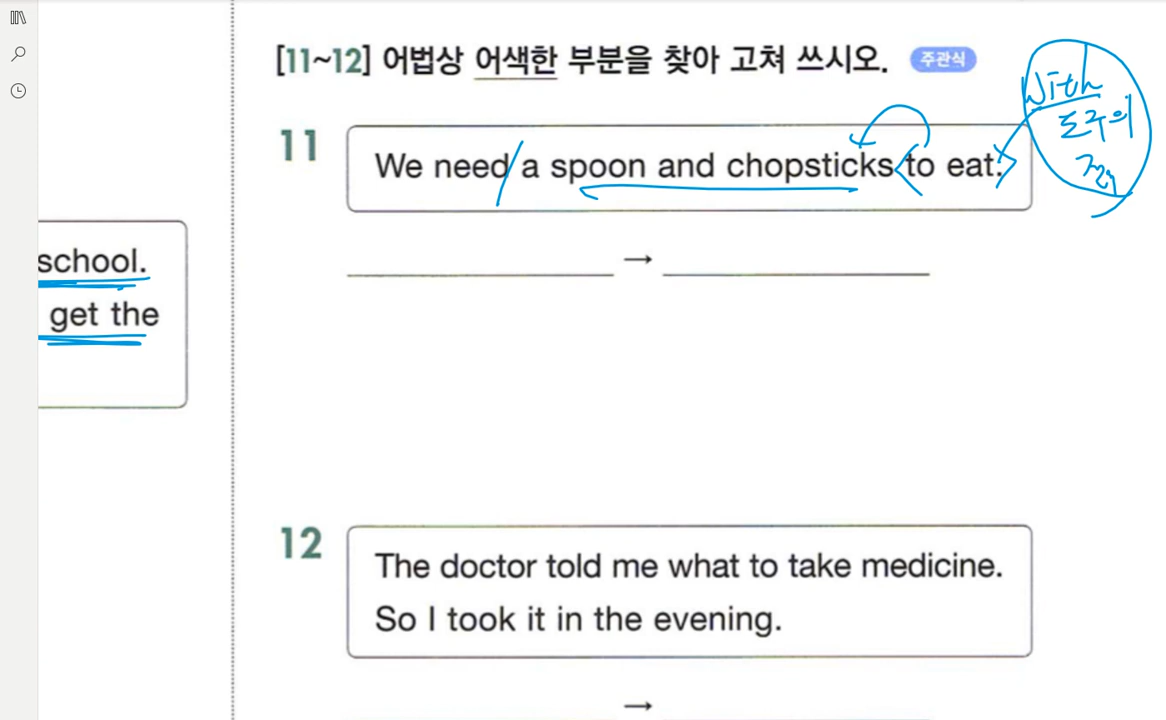 [11~12] 어법상 어색한 부분을 찾아 고쳐 쓰시오. 주관식
With
도구의
11
We need a spoon and chopsticks to eat.
→
school.
get the
12
The doctor told me what to take medicine.
So I took it in the evening.
→